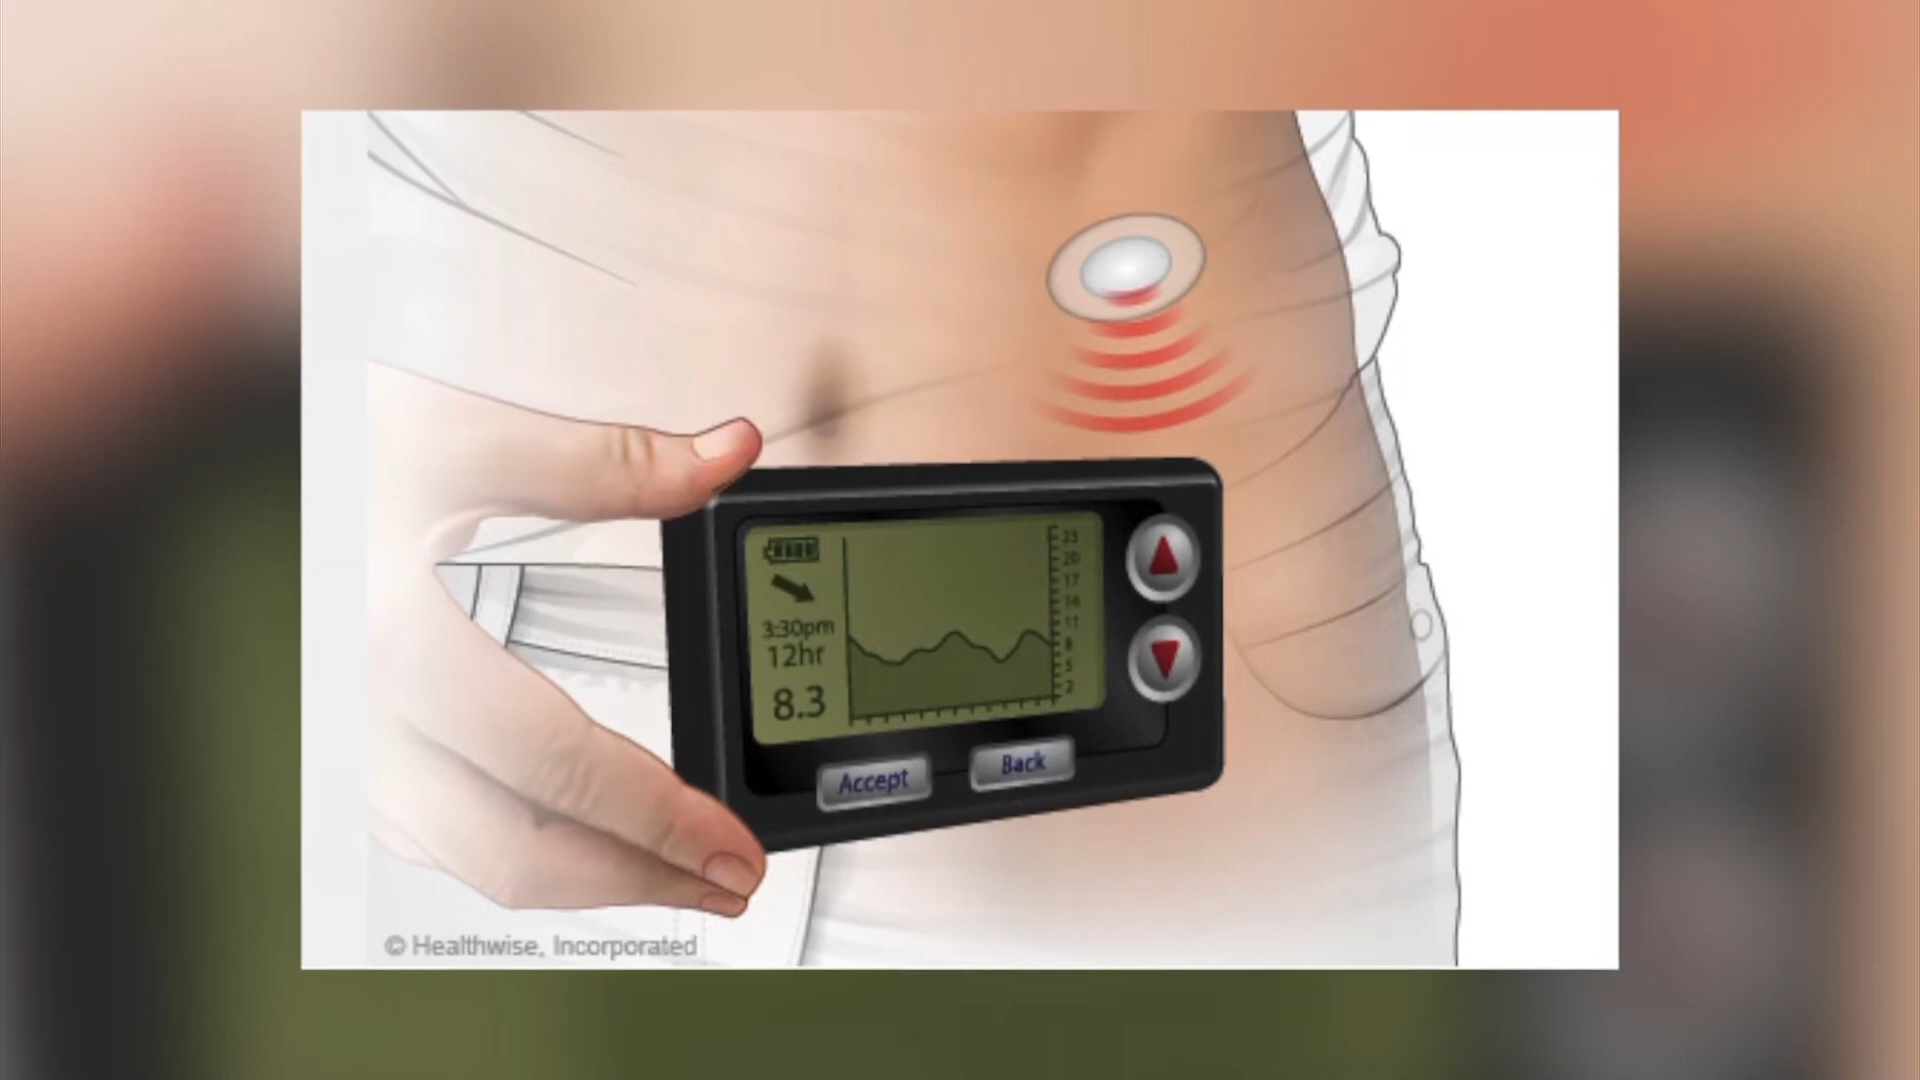 3:30pm
12hr
8.3
23
20
17
14
11
8
5
2
Accept
Back
© Healthwise, Incorporated